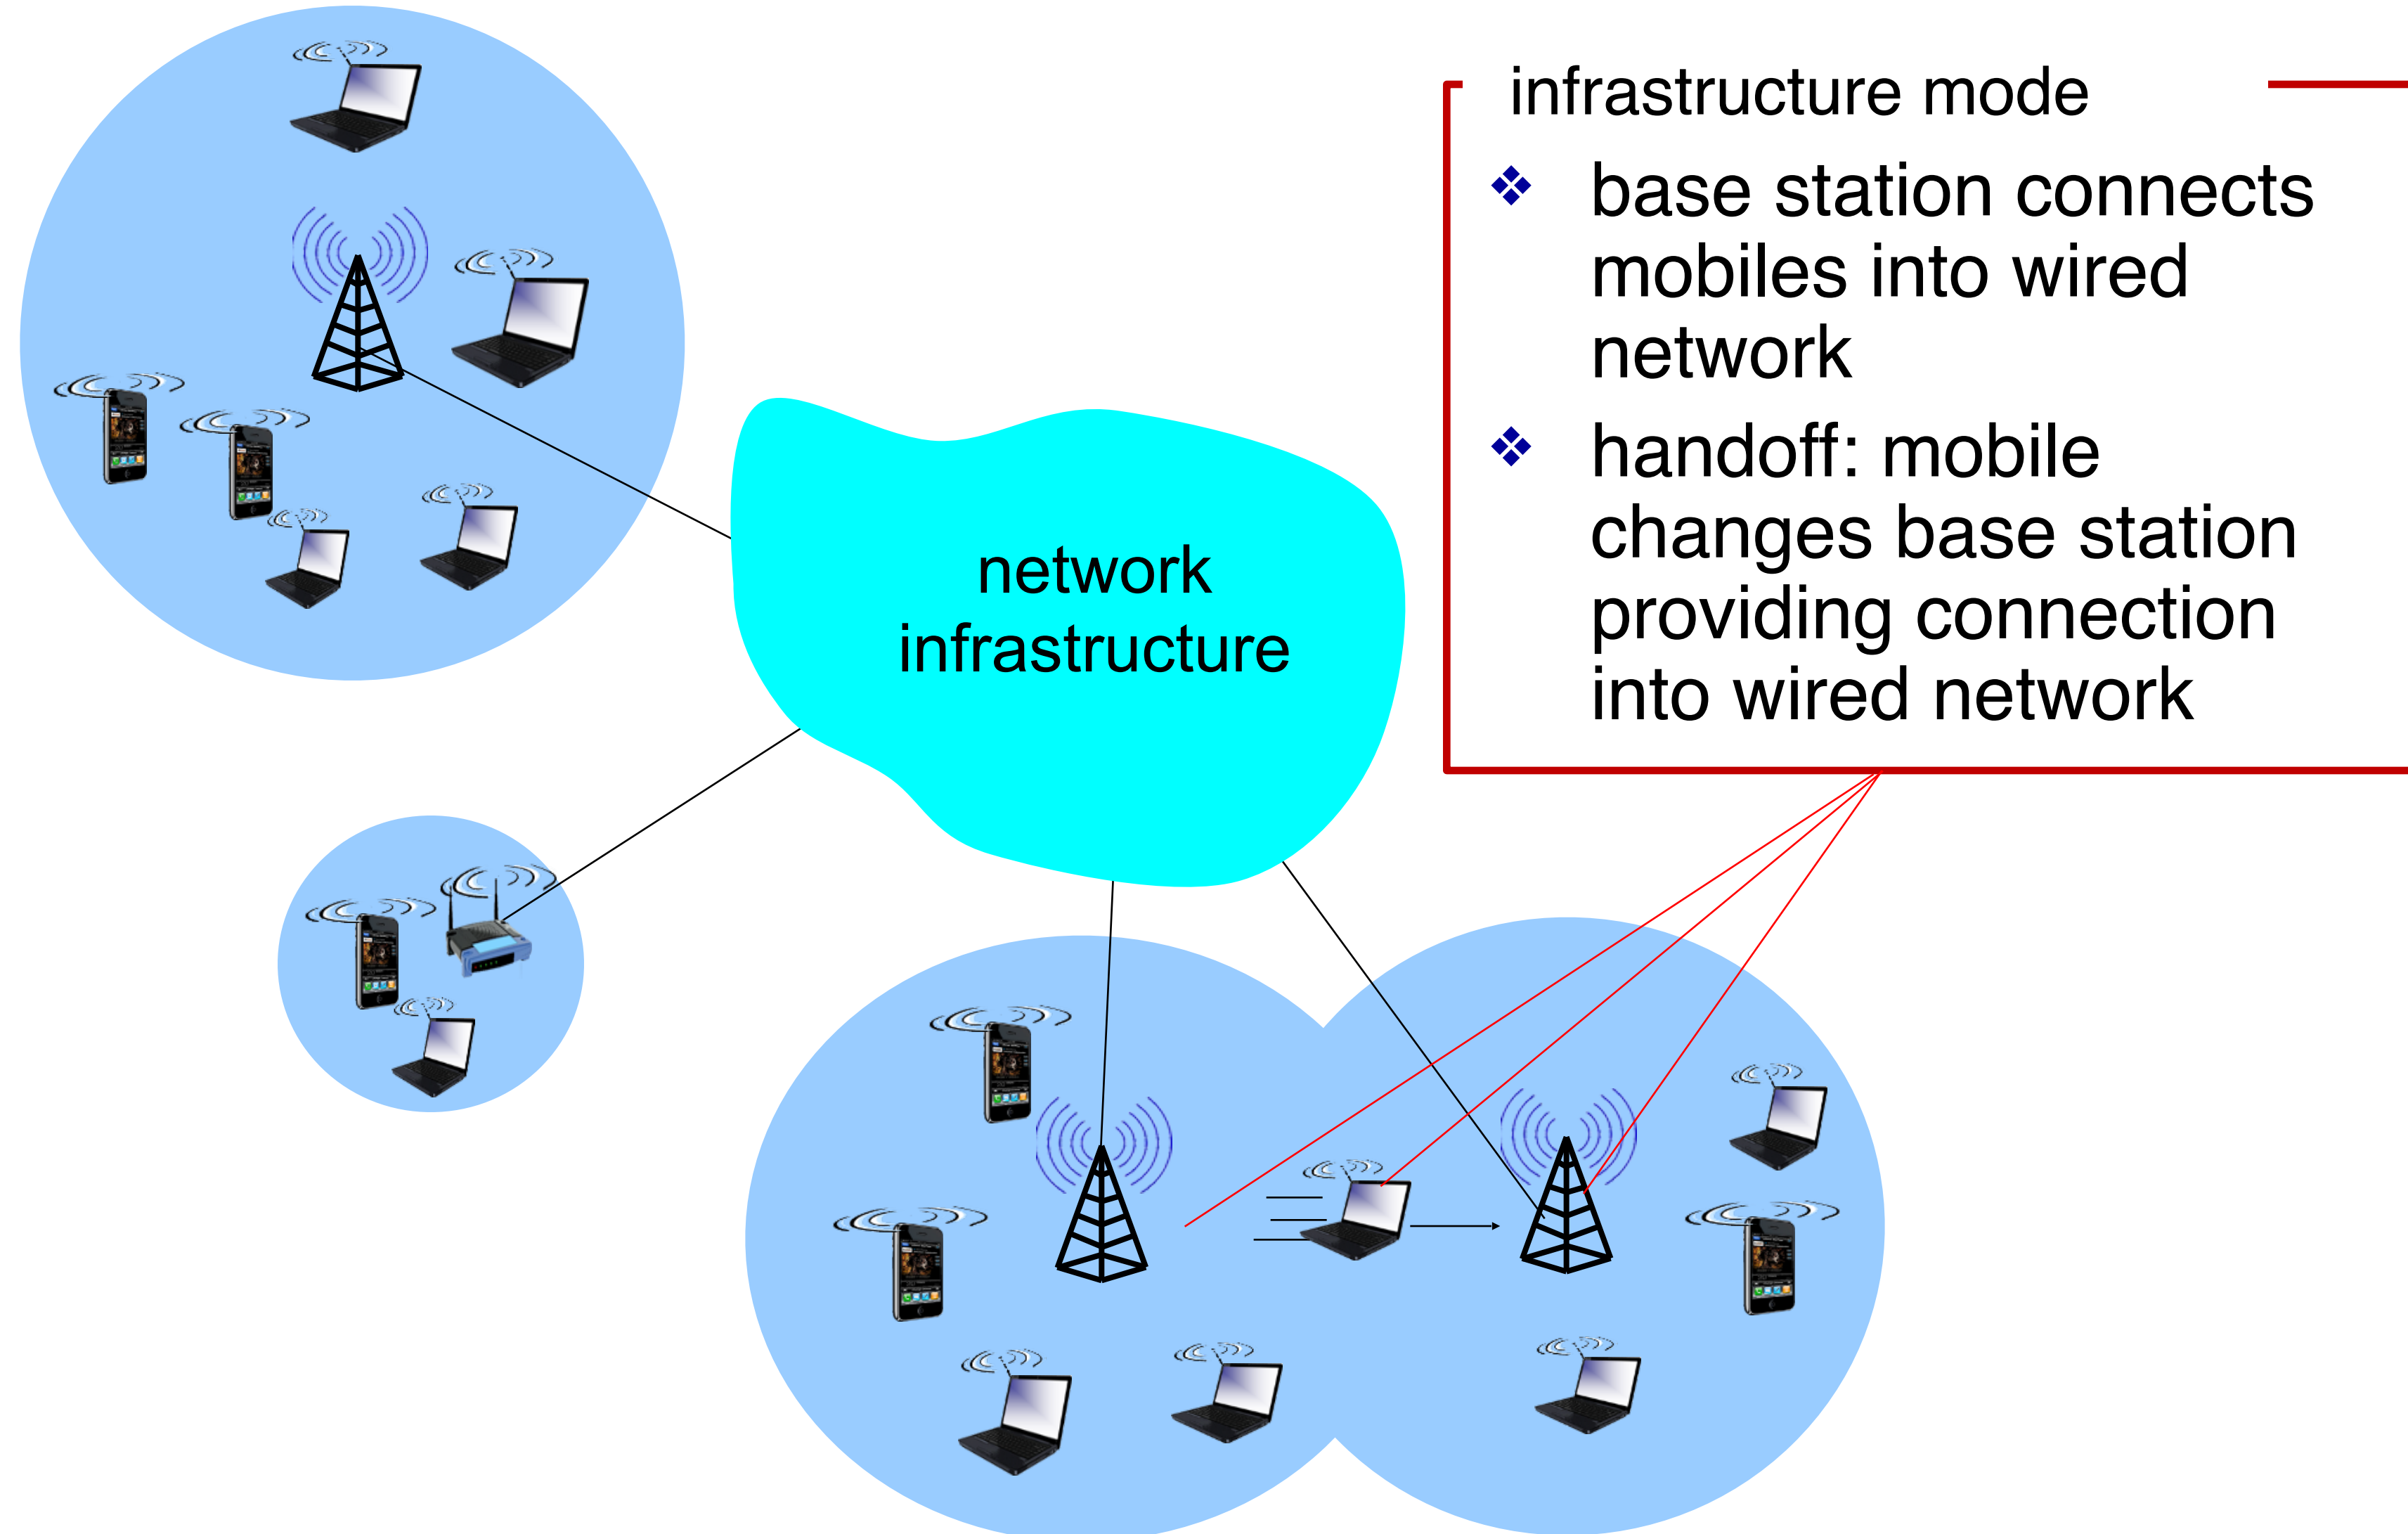 infrastructure mode
❖ base station connects
mobiles into wired
network
❖ handoff: mobile
changes base station
providing connection
into wired network
network
infrastructure